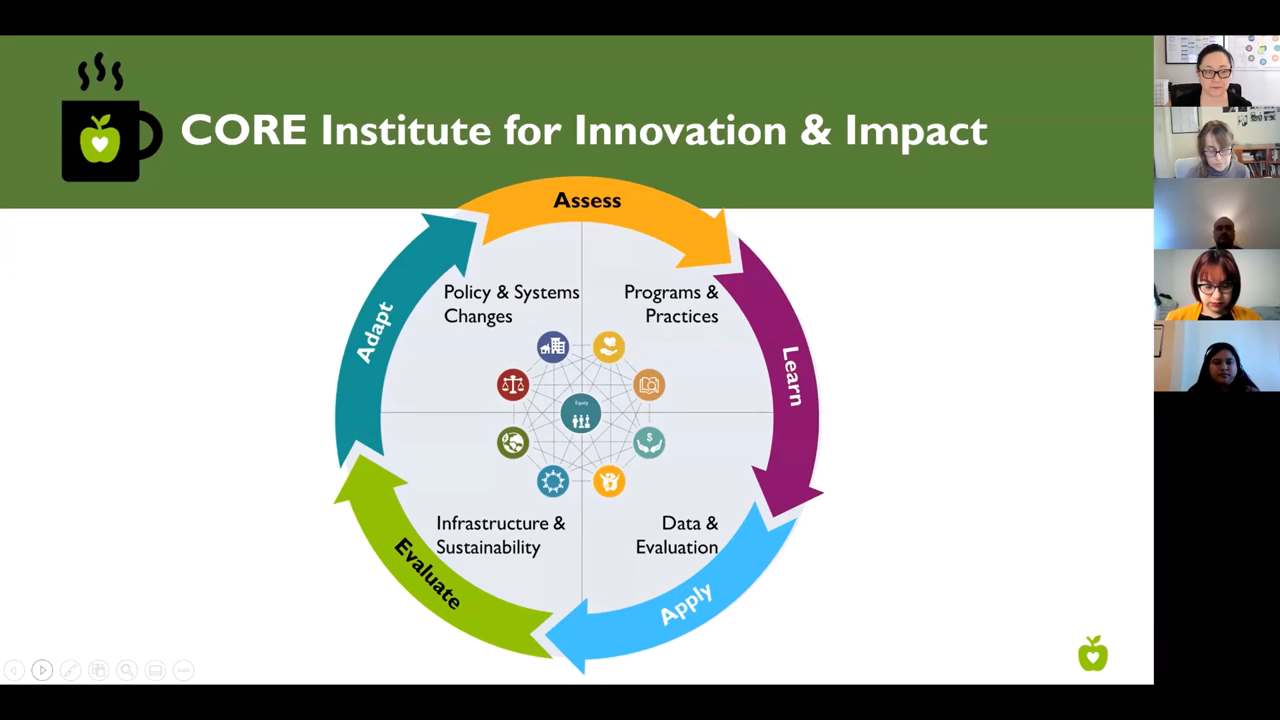 CORE Institute for Innovation & Impact
Assess
Policy & Systems
Changes
Programs &
Practices
Adapt
Learn
Equity
$
Infrastructure &
Sustainability
Data &
Evaluation
Evaluate
Apply